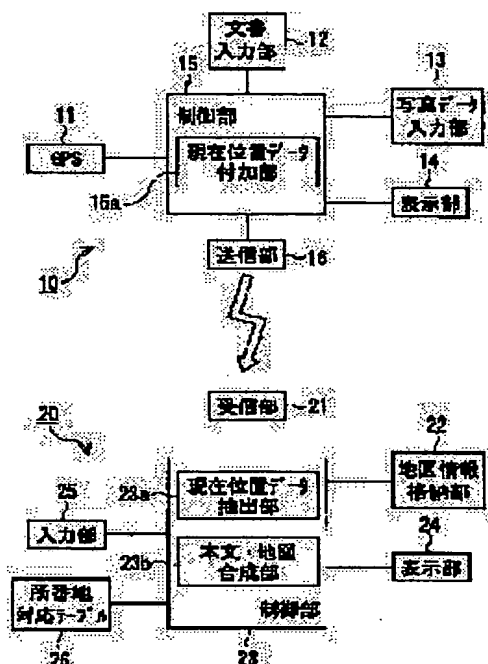 文書
入力部
12
15
13
制御部
写真データ
入力部
11
GPS
現在位置データ
付加部
14
表示部
15a
送信部
16
10
受信部
21
20
22
23a
現在位置データ
抽出部
地区情報
格納部
25
入力部
24
23b
本文・地図
合成部
表示部
所番地
対応テーブル
制御部
26
23